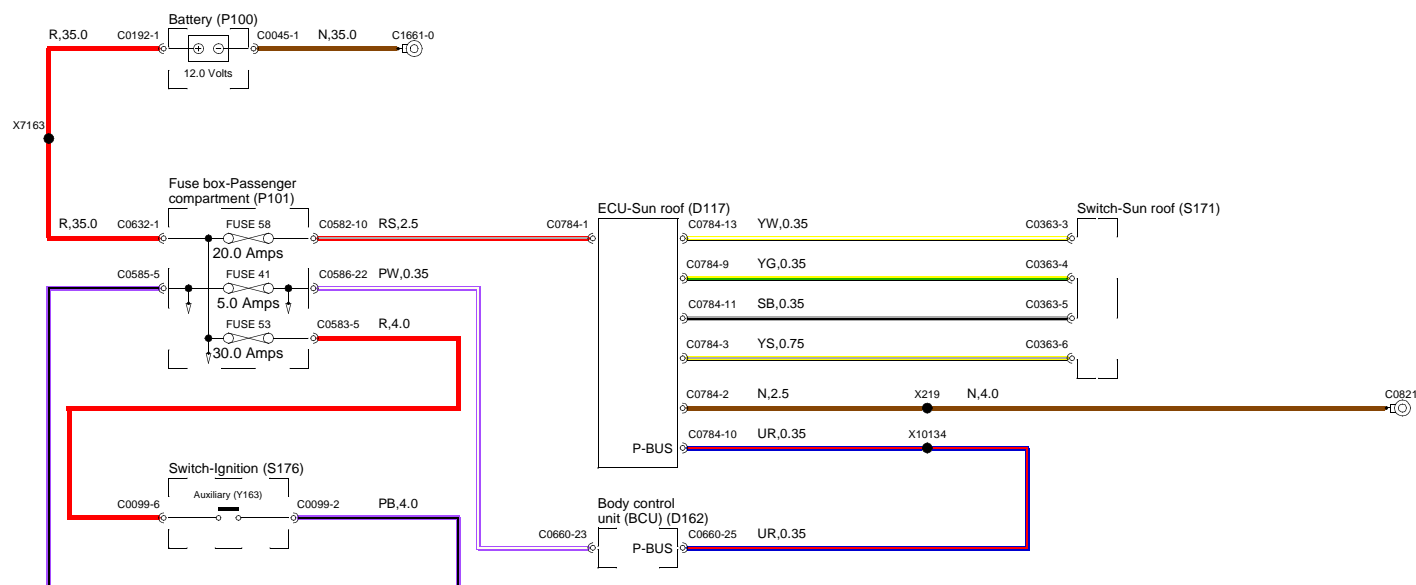 Battery (P100)
R,35.0 C0192-1 C0045-1 N,35.0 C1661-0
12.0 Volts
X7163
Fuse box-Passenger
compartment (P101)
ECU-Sun roof (D117)
Switch-Sun roof (S171)
R,35.0 C0632-1 FUSE 58 C0582-10 RS,2.5 C0784-1 C0784-13 YW,0.35 C0363-3
20.0 Amps
C0784-9 YG,0.35 C0363-4
C0585-5 FUSE 41 C0586-22 PW,0.35
5.0 Amps
C0784-11 SB,0.35 C0363-5
FUSE 53 C0583-5 R,4.0
30.0 Amps
C0784-3 YS,0.75 C0363-6
C0784-2 N,2.5 X219 N,4.0 C0821
C0784-10 UR,0.35 X10134
P-BUS
Switch-Ignition (S176)
Auxiliary (Y163)
C0099-6 C0099-2 PB,4.0
Body control
unit (BCU) (D162)
C0660-23 P-BUS C0660-25 UR,0.35